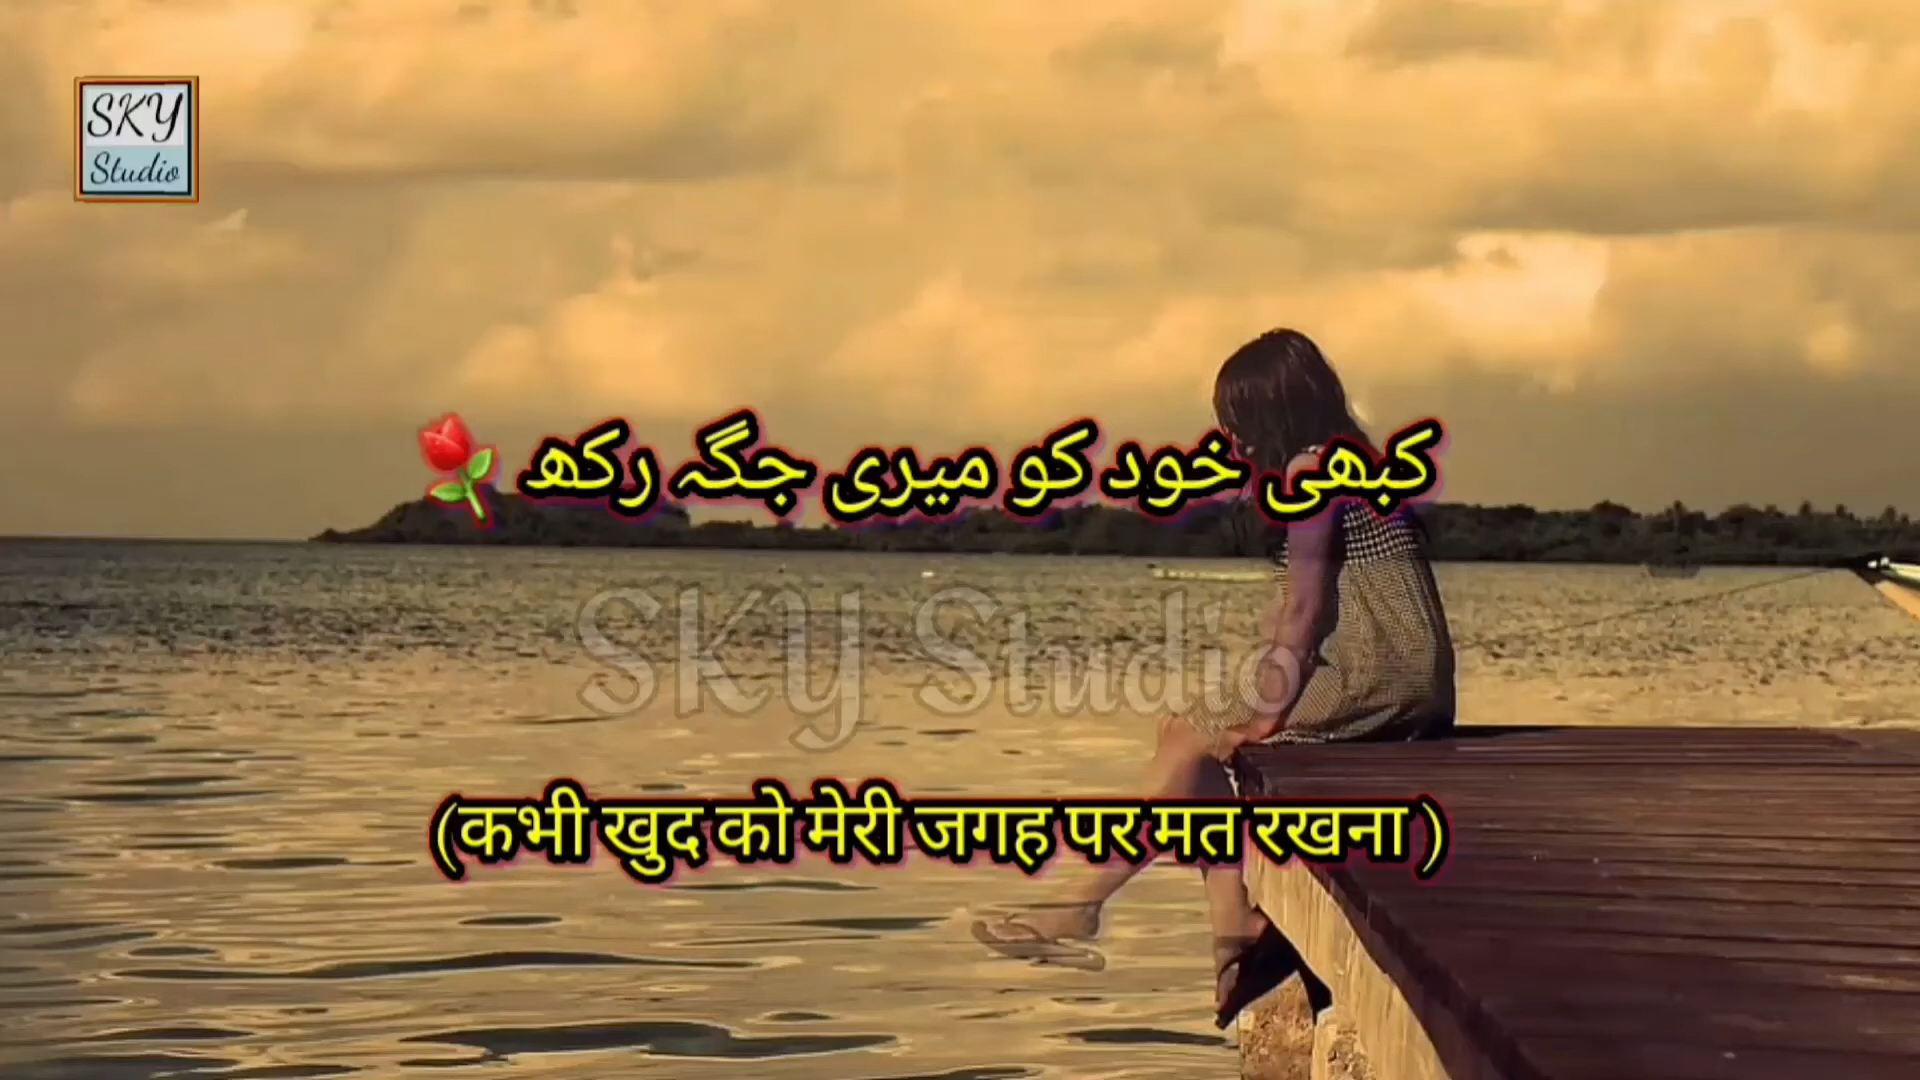 SKY
Studio
کبھی خود کو میری جگہ رکھ
SKY Studio
(कभी खुद को मेरी जगह पर मत रखना )